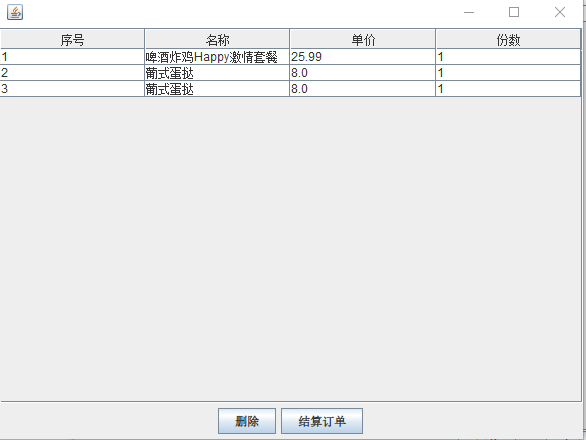 序号 名称 单价 份数
1 啤酒炸鸡Happy激情套餐 25.99 1
2 葡式蛋挞 8.0 1
3 葡式蛋挞 8.0 1
删除 结算订单